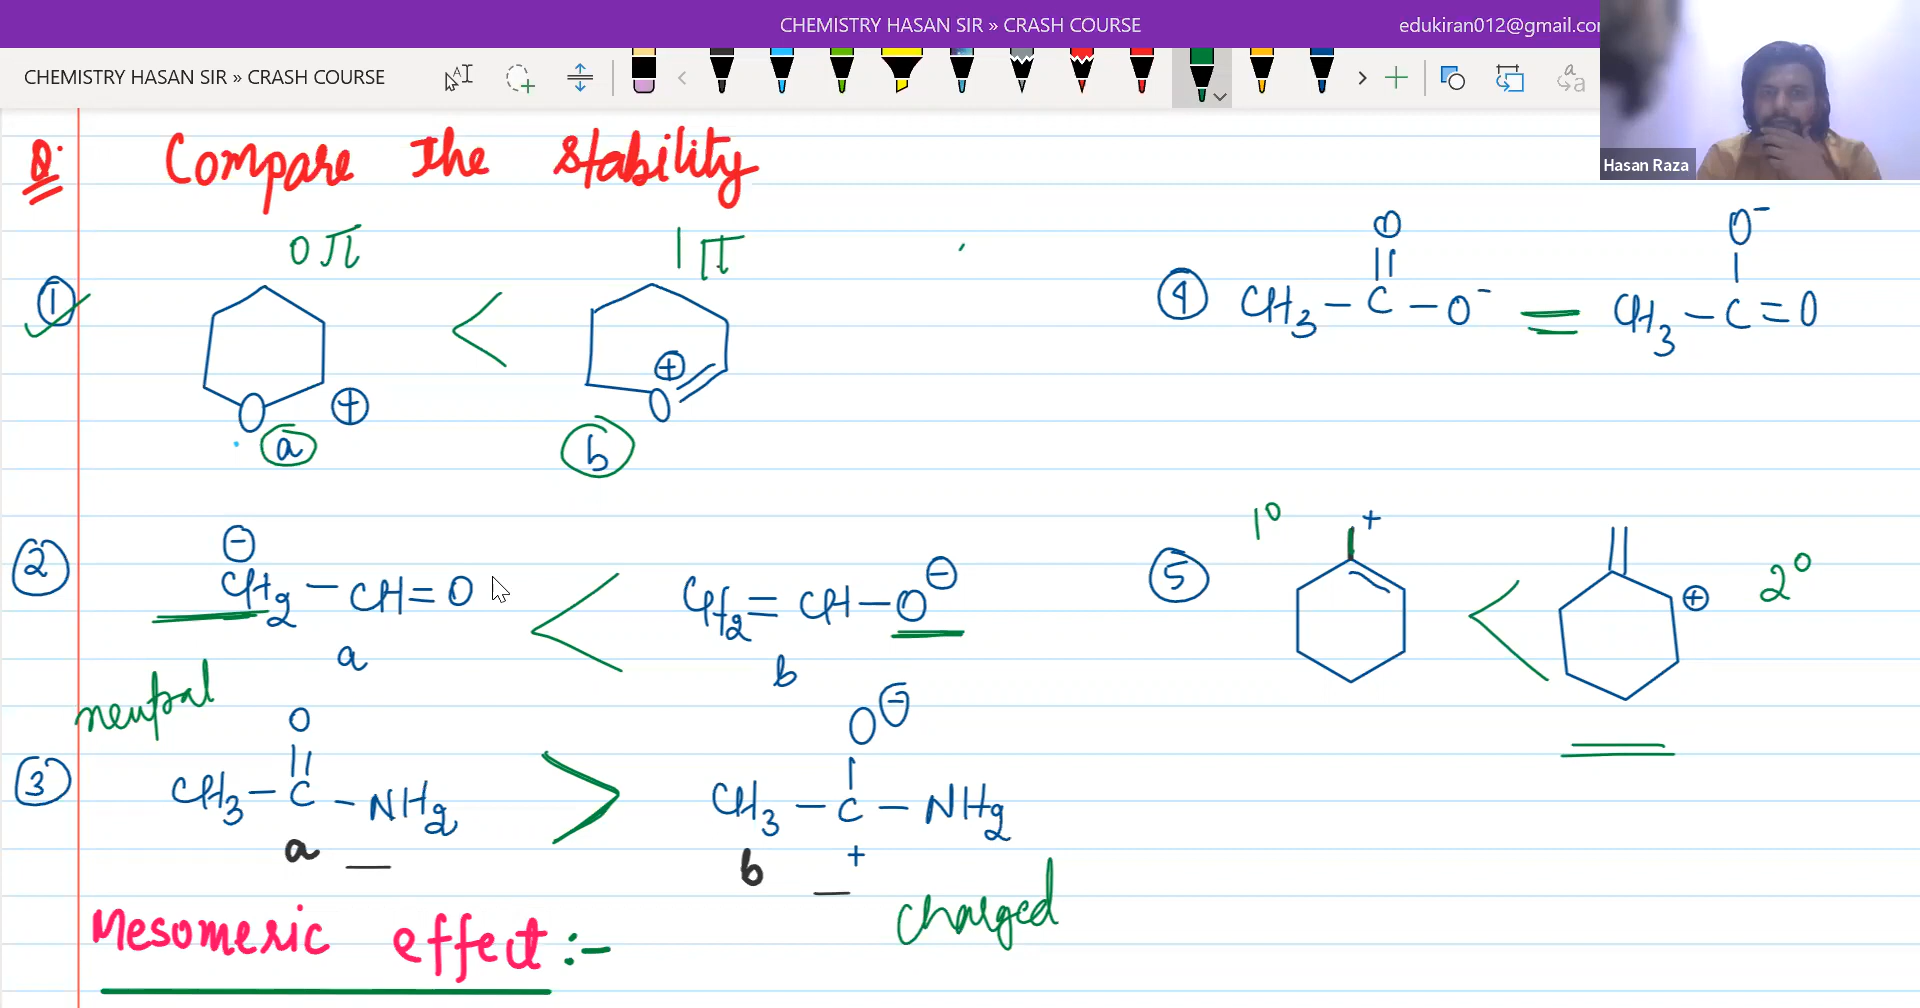 CHEMISTRY HASAN SIR » CRASH COURSE
edukiran012@gmail.co
CHEMISTRY HASAN SIR » CRASH COURSE
Hasan Raza
Q. Compare The Stability
① 0π < 1π
O ⊕
(a)
⊕
O
(b)
④ CH₃ – C – O⁻ = CH₃ – C = O
O
O⁻
② ⊖
CH₂ – CH = O < CH₂ = CH – O ⊖
a b
⑤ 1° + < ⊕ 2°
neutral
③ O
CH₃ – C – NH₂ > CH₃ – C – NH₂
O⊖
+
a b
charged
Mesomeric effect :-